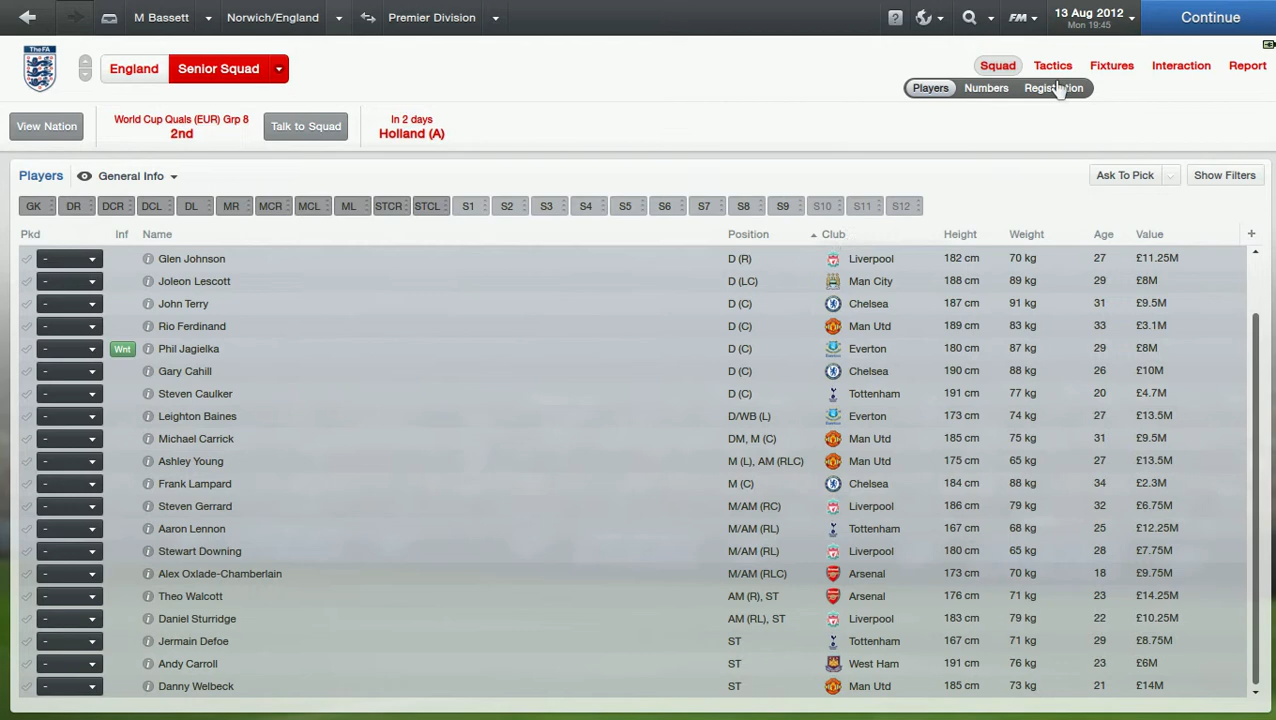 M Bassett Norwich/England Premier Division ? FM 13 Aug 2012 Mon 19:45 Continue
The FA England Senior Squad Squad Tactics Fixtures Interaction Report
Players Numbers Registration
View Nation World Cup Quals (EUR) Grp 8 2nd Talk to Squad In 2 days Holland (A)
Players General Info Ask To Pick Show Filters
GK DR DCR DCL DL MR MCR MCL ML STCR STCL S1 S2 S3 S4 S5 S6 S7 S8 S9 S10 S11 S12
Pkd Inf Name Position Club Height Weight Age Value +
- Glen Johnson D (R) Liverpool 182 cm 70 kg 27 £11.25M
- Joleon Lescott D (LC) Man City 188 cm 89 kg 29 £8M
- John Terry D (C) Chelsea 187 cm 91 kg 31 £9.5M
- Rio Ferdinand D (C) Man Utd 189 cm 83 kg 33 £3.1M
- Wnt Phil Jagielka D (C) Everton 180 cm 87 kg 29 £8M
- Gary Cahill D (C) Chelsea 190 cm 88 kg 26 £10M
- Steven Caulker D (C) Tottenham 191 cm 77 kg 20 £4.7M
- Leighton Baines D/WB (L) Everton 173 cm 74 kg 27 £13.5M
- Michael Carrick DM, M (C) Man Utd 185 cm 75 kg 31 £9.5M
- Ashley Young M (L), AM (RLC) Man Utd 175 cm 65 kg 27 £13.5M
- Frank Lampard M (C) Chelsea 184 cm 88 kg 34 £2.3M
- Steven Gerrard M/AM (RC) Liverpool 186 cm 79 kg 32 £6.75M
- Aaron Lennon M/AM (RL) Tottenham 167 cm 68 kg 25 £12.25M
- Stewart Downing M/AM (RL) Liverpool 180 cm 65 kg 28 £7.75M
- Alex Oxlade-Chamberlain M/AM (RLC) Arsenal 173 cm 70 kg 18 £9.75M
- Theo Walcott AM (R), ST Arsenal 176 cm 71 kg 23 £14.25M
- Daniel Sturridge AM (RL), ST Liverpool 183 cm 79 kg 22 £10.25M
- Jermain Defoe ST Tottenham 167 cm 71 kg 29 £8.75M
- Andy Carroll ST West Ham 191 cm 76 kg 23 £6M
- Danny Welbeck ST Man Utd 185 cm 73 kg 21 £14M